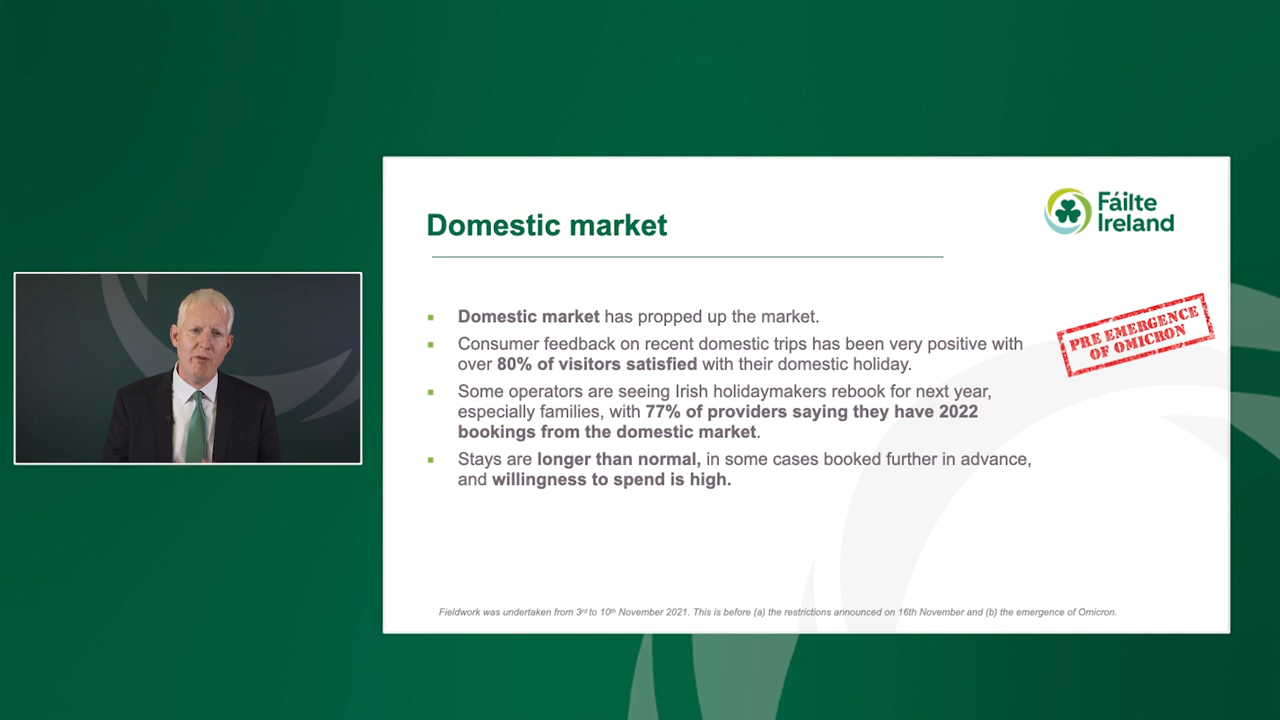 Domestic market
Fáilte
Ireland
Domestic market has propped up the market.
Consumer feedback on recent domestic trips has been very positive with
over 80% of visitors satisfied with their domestic holiday.
PRE EMERGENCE
OF OMICRON
Some operators are seeing Irish holidaymakers rebook for next year,
especially families, with 77% of providers saying they have 2022
bookings from the domestic market.
Stays are longer than normal, in some cases booked further in advance,
and willingness to spend is high.
Fieldwork was undertaken from 3rd to 10th November 2021. This is before (a) the restrictions announced on 16th November and (b) the emergence of Omicron.